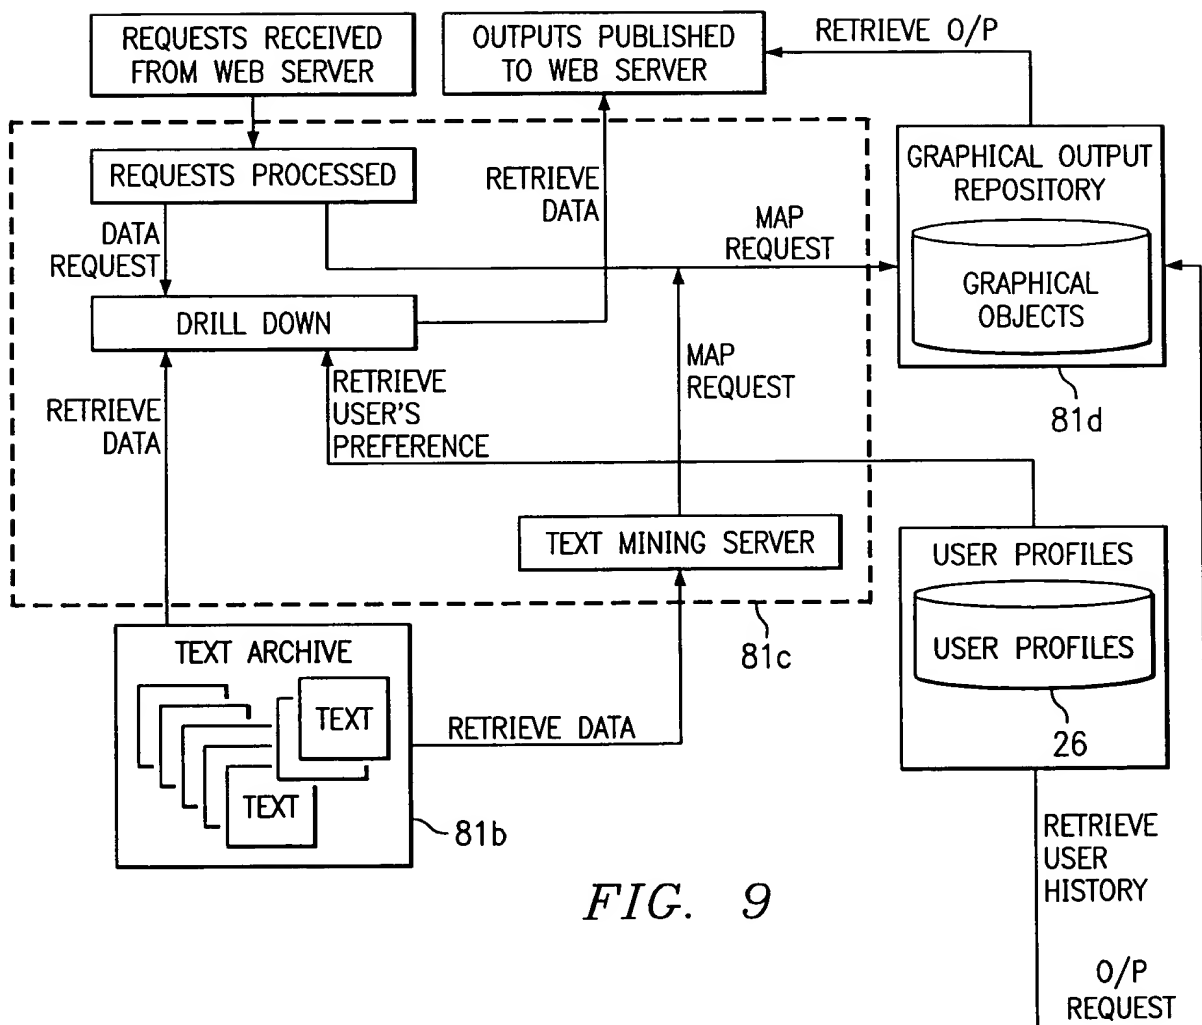 REQUESTS RECEIVED
FROM WEB SERVER
OUTPUTS PUBLISHED
TO WEB SERVER
RETRIEVE O/P
REQUESTS PROCESSED
RETRIEVE
DATA
GRAPHICAL OUTPUT
REPOSITORY
GRAPHICAL
OBJECTS
81d
DATA
REQUEST
MAP
REQUEST
DRILL DOWN
MAP
REQUEST
RETRIEVE
DATA
RETRIEVE
USER'S
PREFERENCE
TEXT MINING SERVER
81c
USER PROFILES
USER PROFILES
26
TEXT ARCHIVE
TEXT
TEXT
81b
RETRIEVE DATA
RETRIEVE
USER
HISTORY
O/P
REQUEST
FIG. 9